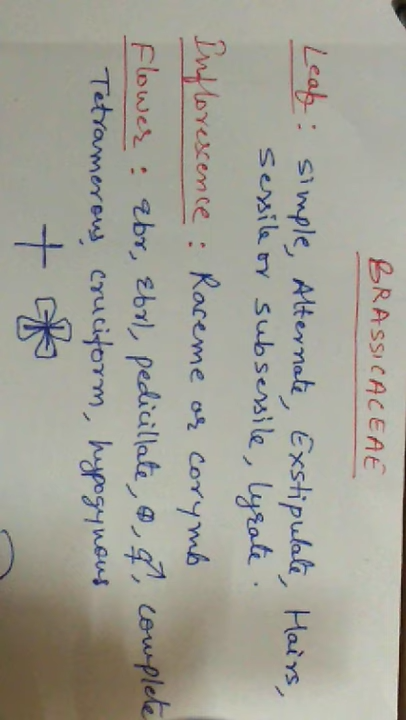 BRASSICACEAE
Leaf : Simple, Alternate, Exstipulate, Hairs,
Sessile or subsessile, lyrate.
Inflorescence : Raceme or corymb
Flower : ebr, ebrl, pedicillate, ⊕, ⚥, complete
Tetramerous, cruciform, hypogynous